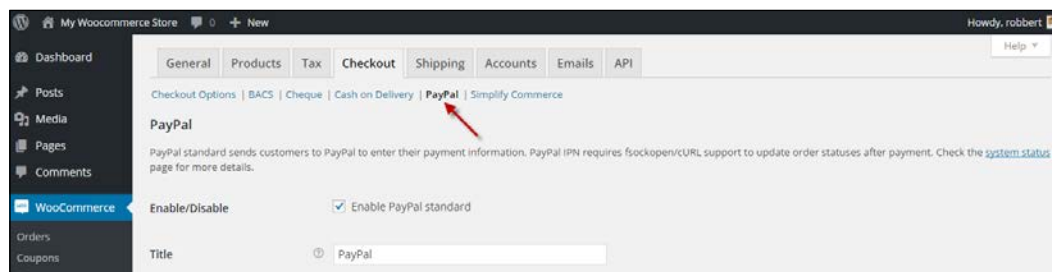 My Woocommerce Store 0 + New Howdy, robbert
Help
Dashboard
General Products Tax Checkout Shipping Accounts Emails API
Posts
Checkout Options | BACS | Cheque | Cash on Delivery | PayPal | Simplify Commerce
Media
PayPal
Pages
PayPal standard sends customers to PayPal to enter their payment information. PayPal IPN requires fsockopen/cURL support to update order statuses after payment. Check the system status
page for more details.
Comments
WooCommerce
Enable/Disable Enable PayPal standard
Orders
Coupons
Title PayPal